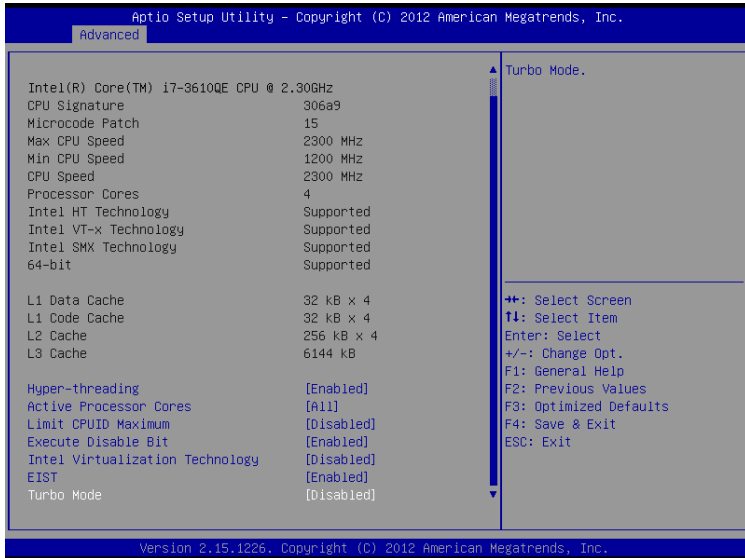 Aptio Setup Utility – Copyright (C) 2012 American Megatrends, Inc.
Advanced
Intel(R) Core(TM) i7-3610QE CPU @ 2.30GHz
CPU Signature 306a9
Microcode Patch 15
Max CPU Speed 2300 MHz
Min CPU Speed 1200 MHz
CPU Speed 2300 MHz
Processor Cores 4
Intel HT Technology Supported
Intel VT-x Technology Supported
Intel SMX Technology Supported
64-bit Supported
L1 Data Cache 32 kB x 4
L1 Code Cache 32 kB x 4
L2 Cache 256 kB x 4
L3 Cache 6144 kB
Hyper-threading [Enabled]
Active Processor Cores [All]
Limit CPUID Maximum [Disabled]
Execute Disable Bit [Enabled]
Intel Virtualization Technology [Disabled]
EIST [Enabled]
Turbo Mode [Disabled]
Turbo Mode.
→←: Select Screen
↑↓: Select Item
Enter: Select
+/-: Change Opt.
F1: General Help
F2: Previous Values
F3: Optimized Defaults
F4: Save & Exit
ESC: Exit
Version 2.15.1226. Copyright (C) 2012 American Megatrends, Inc.